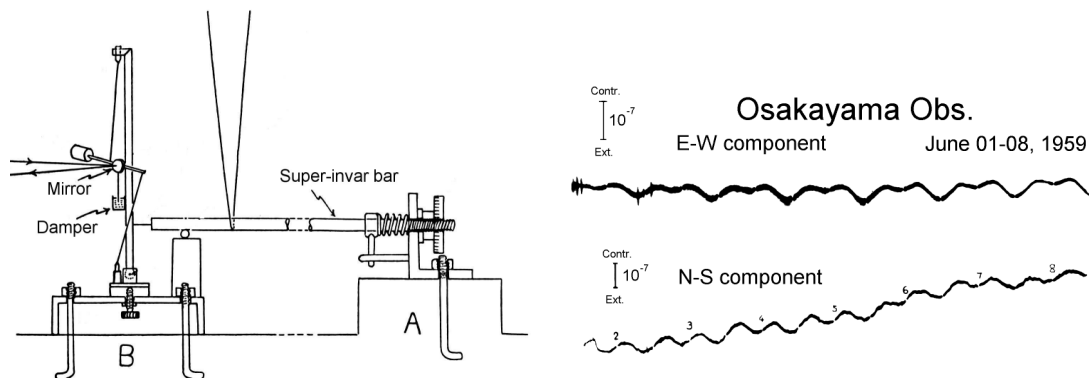 Mirror
Damper
Super-invar bar
A
B
Contr.
10⁻⁷
Ext.
Osakayama Obs.
E-W component June 01-08, 1959
Contr.
10⁻⁷
Ext.
N-S component
2 3 4 5 6 7 8